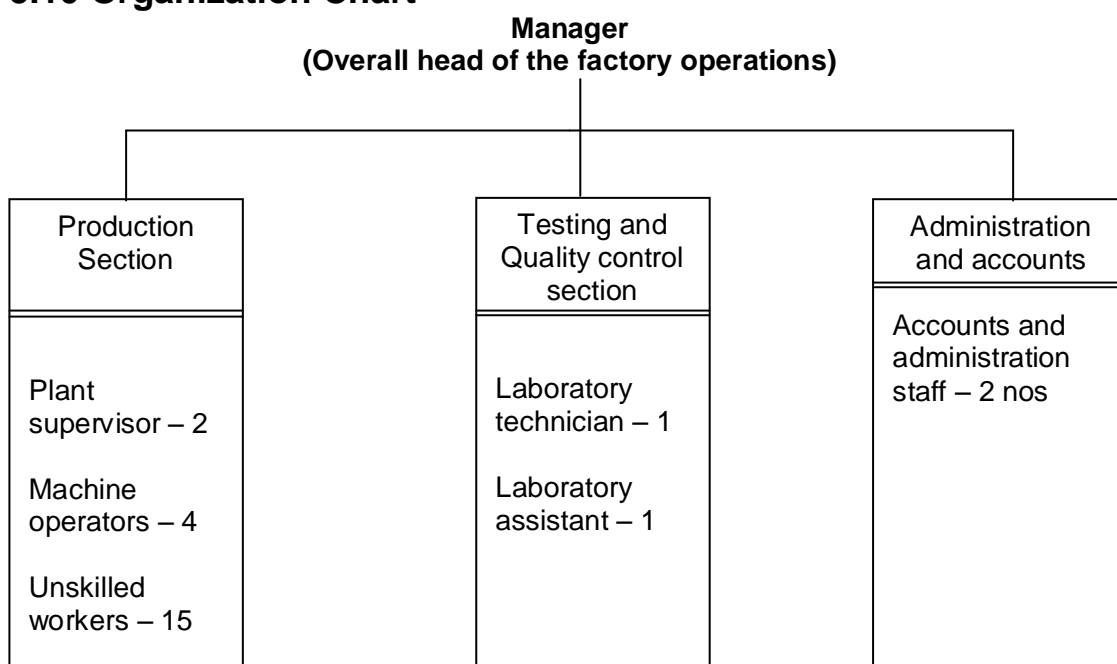 Manager
(Overall head of the factory operations)
Production
Section
Plant
supervisor – 2
Machine
operators – 4
Unskilled
workers – 15
Testing and
Quality control
section
Laboratory
technician – 1
Laboratory
assistant – 1
Administration
and accounts
Accounts and
administration
staff – 2 nos